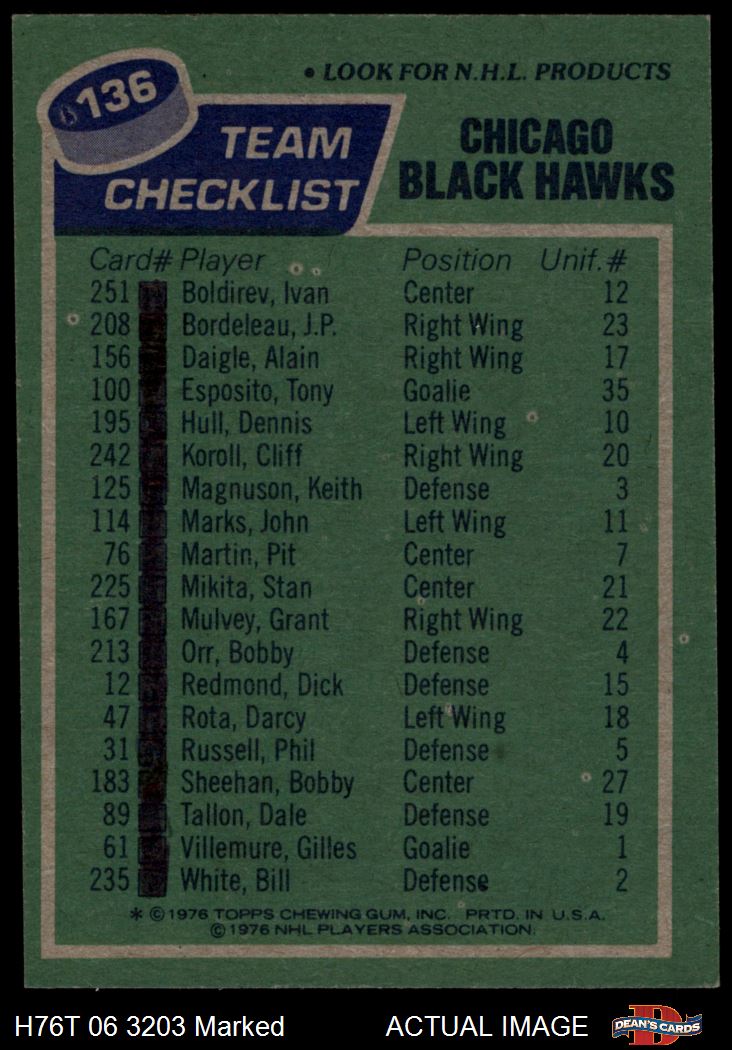 136
• LOOK FOR N.H.L. PRODUCTS
TEAM CHECKLIST
CHICAGO BLACK HAWKS
Card# Player Position Unif. #
251 Boldirev, Ivan Center 12
208 Bordeleau, J.P. Right Wing 23
156 Daigle, Alain Right Wing 17
100 Esposito, Tony Goalie 35
195 Hull, Dennis Left Wing 10
242 Koroll, Cliff Right Wing 20
125 Magnuson, Keith Defense 3
114 Marks, John Left Wing 11
76 Martin, Pit Center 7
225 Mikita, Stan Center 21
167 Mulvey, Grant Right Wing 22
213 Orr, Bobby Defense 4
12 Redmond, Dick Defense 15
47 Rota, Darcy Left Wing 18
31 Russell, Phil Defense 5
183 Sheehan, Bobby Center 27
89 Tallon, Dale Defense 19
61 Villemure, Gilles Goalie 1
235 White, Bill Defense 2
* © 1976 TOPPS CHEWING GUM, INC. PRTD. IN U.S.A.
© 1976 NHL PLAYERS ASSOCIATION.
H76T 06 3203 Marked ACTUAL IMAGE DEAN'S CARDS